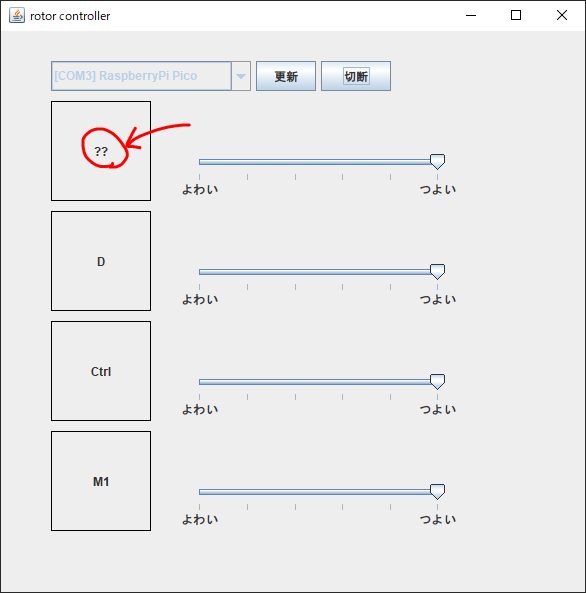 rotor controller
[COM3] RaspberryPi Pico 更新 切断
??
よわい つよい
D
よわい つよい
Ctrl
よわい つよい
M1
よわい つよい